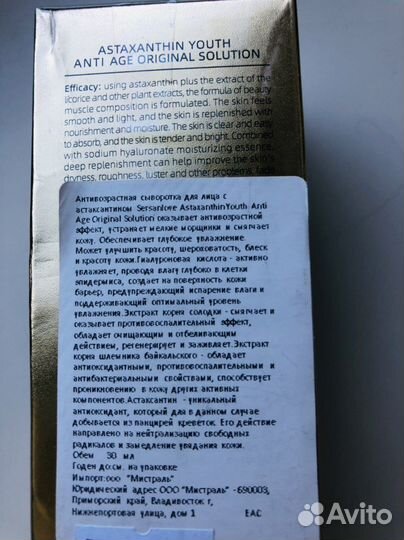 ASTAXANTHIN YOUTH
ANTI AGE ORIGINAL SOLUTION
Efficacy: using astaxanthin plus the extract of the
licorice and other plant extracts, the formula of beauty
muscle composition is formulated. The skin feels
smooth and light, and the skin is replenished with
nourishment and moisture. The skin is clear and easy
to absorb, and the skin is tender and bright. Combined
with sodium hyaluronate moisturizing essence,
deep replenishment can help improve the skin's
dryness, roughness, luster and other problems, fade
Антивозрастная сыворотка для лица с
астаксантином Sersanlove AstaxanthinYouth Anti
Age Original Solution оказывает антивозрастной
эффект, устраняет мелкие морщинки и смягчает
кожу. Обеспечивает глубокое увлажнение.
Может улучшить красоту, шероховатость, блеск
и красоту кожи.Гиалуроновая кислота - активно
увлажняет, проводя влагу глубоко в клетки
эпидермиса, создает на поверхность кожи
барьер, предупреждающий испарение влаги и
поддерживающий оптимальный уровень
увлажнения.Экстракт корня солодки - смягчает и
оказывает противовоспалительный эффект,
обладает очищающим и отбеливающим
действием, регенерирует и заживляет.Экстракт
корня шлемника байкальского - обладает
антиоксидантными, противовоспалительными и
антибактериальными свойствами, способствует
проникновению в кожу других активных
компонентов.Астаксантин - уникальный
антиоксидант, который для в данном случае
добывается из панцирей креветок. Его действие
направлено на нейтрализацию свободных
радикалов и замедление увядания кожи.
Обем 30 мл
Годен до:см. на упаковке
Импорт:ооо "Мистраль"
Юридический адрес ООО "Мистраль" - 690003,
Приморский край, Владивосток г,
Нижнепортовая улица, дом 1 ЕАС
Avito